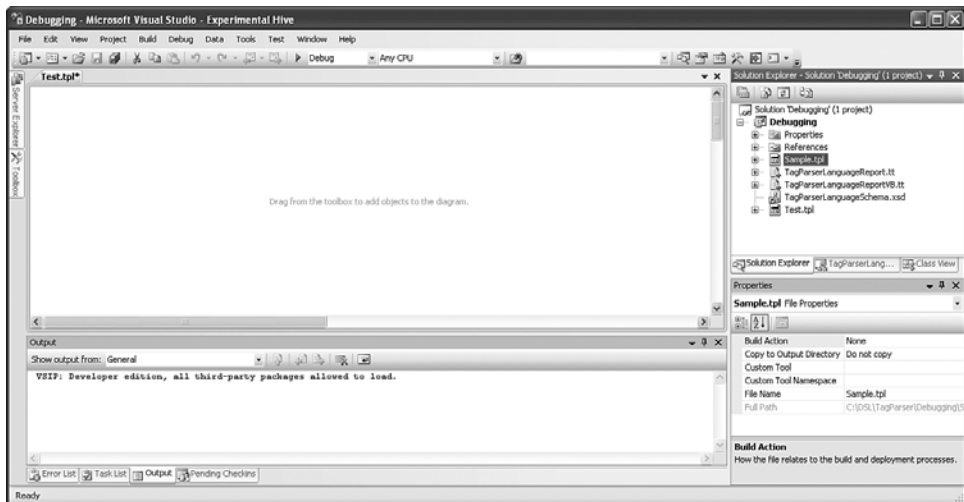 Debugging - Microsoft Visual Studio - Experimental Hive
File Edit View Project Build Debug Data Tools Test Window Help
Debug Any CPU
Server Explorer
Toolbox
Test.tpl*
Drag from the toolbox to add objects to the diagram.
Solution Explorer - Solution 'Debugging' (1 project)
Solution 'Debugging' (1 project)
Debugging
Properties
References
Sample.tpl
TagParserLanguageReport.tt
TagParserLanguageReportVB.tt
TagParserLanguageSchema.xsd
Test.tpl
Solution Explorer TagParserLang... Class View
Properties
Sample.tpl File Properties
Build Action None
Copy to Output Directory Do not copy
Custom Tool
Custom Tool Namespace
File Name Sample.tpl
Full Path C:\DSL\TagParser\Debugging\S
Build Action
How the file relates to the build and deployment processes.
Output
Show output from: General
VSIP: Developer edition, all third-party packages allowed to load.
Error List Task List Output Pending Checkins
Ready